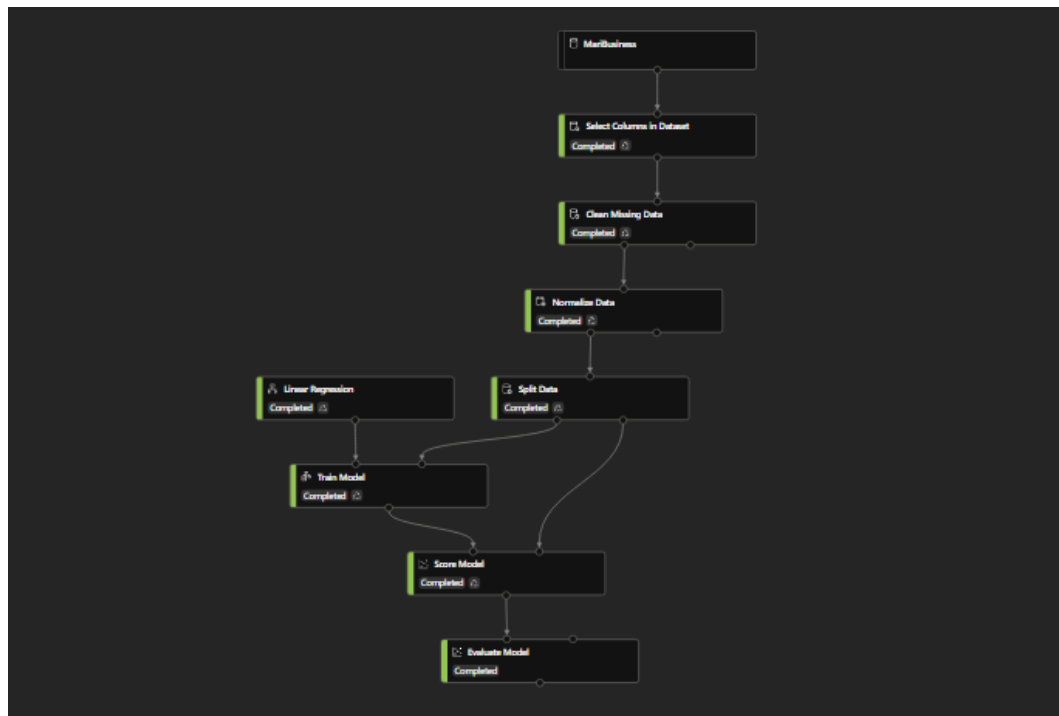 MariBusiness
Select Columns in Dataset
Completed
Clean Missing Data
Completed
Normalize Data
Completed
Linear Regression
Completed
Split Data
Completed
Train Model
Completed
Score Model
Completed
Evaluate Model
Completed